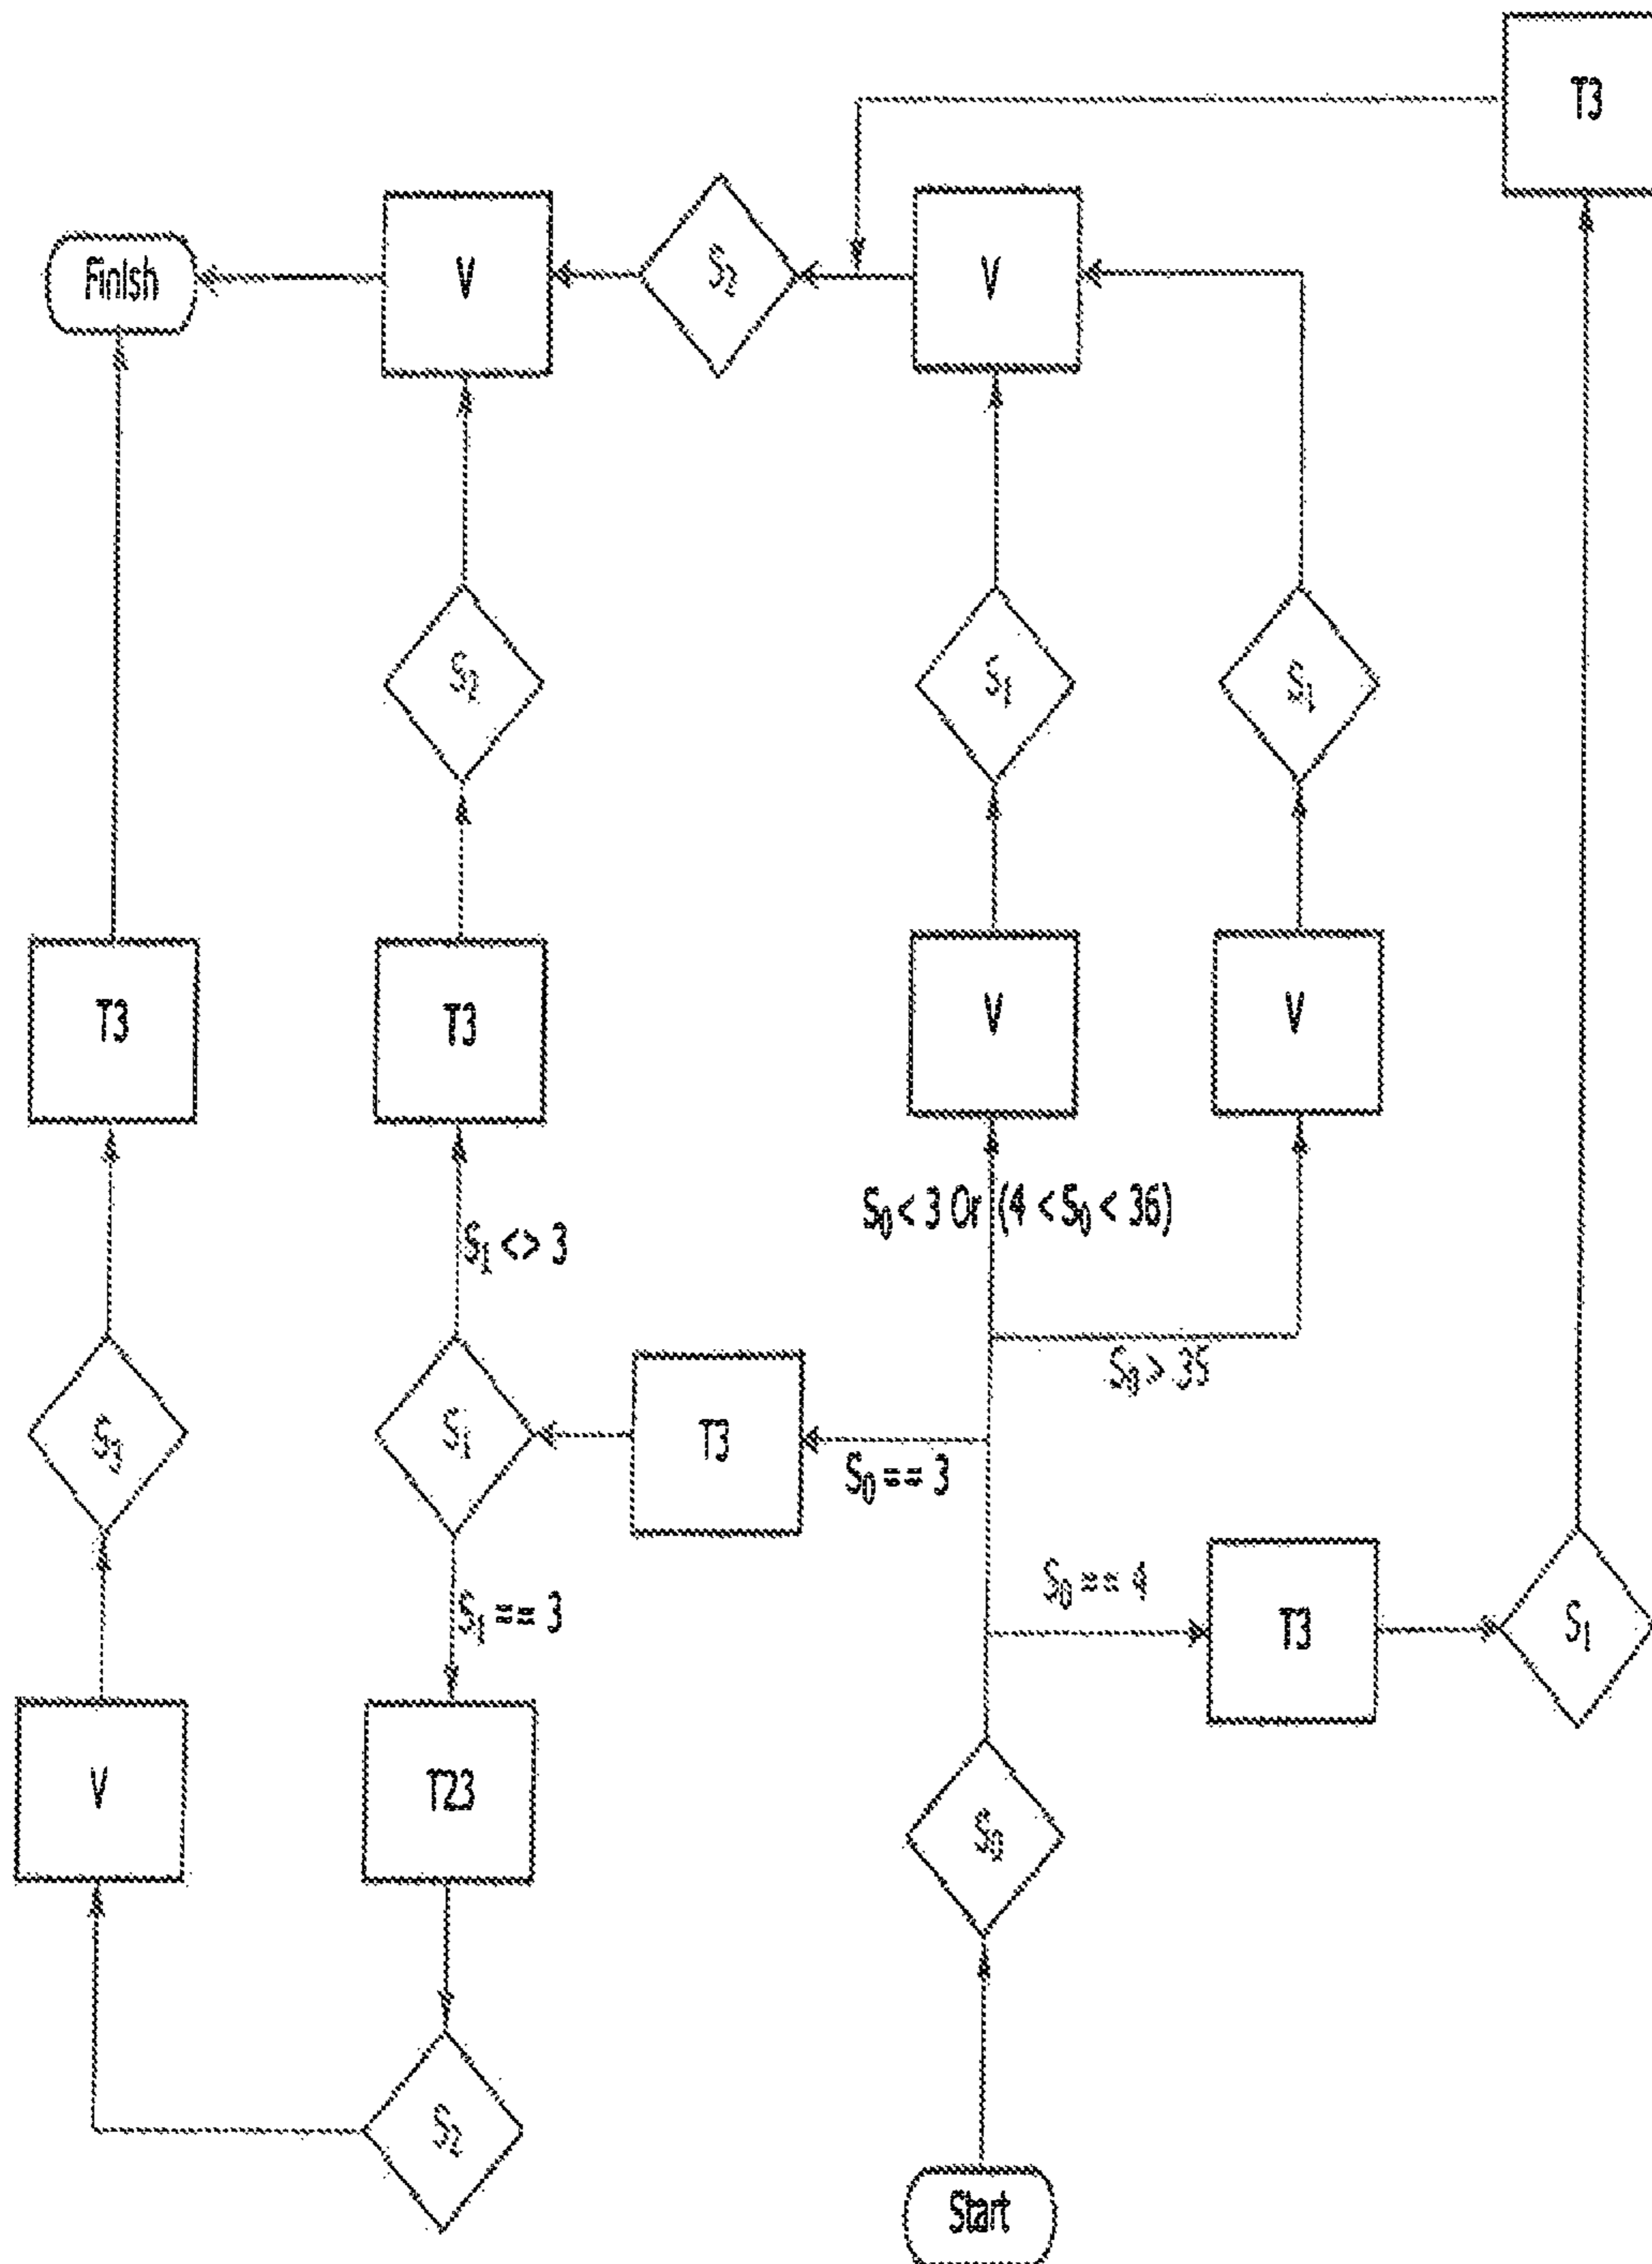 T3
Finish
V
S₂
V
S₂
S₁
S₁
T3
T3
V
V
S₀ < 3 Or (4 < S₀ < 36)
S₁ <> 3
S₀ > 35
S₃
S₁
T3
S₀ == 3
S₀ == 4
S₁ == 3
T3
S₁
V
T23
S₀
S₂
Start